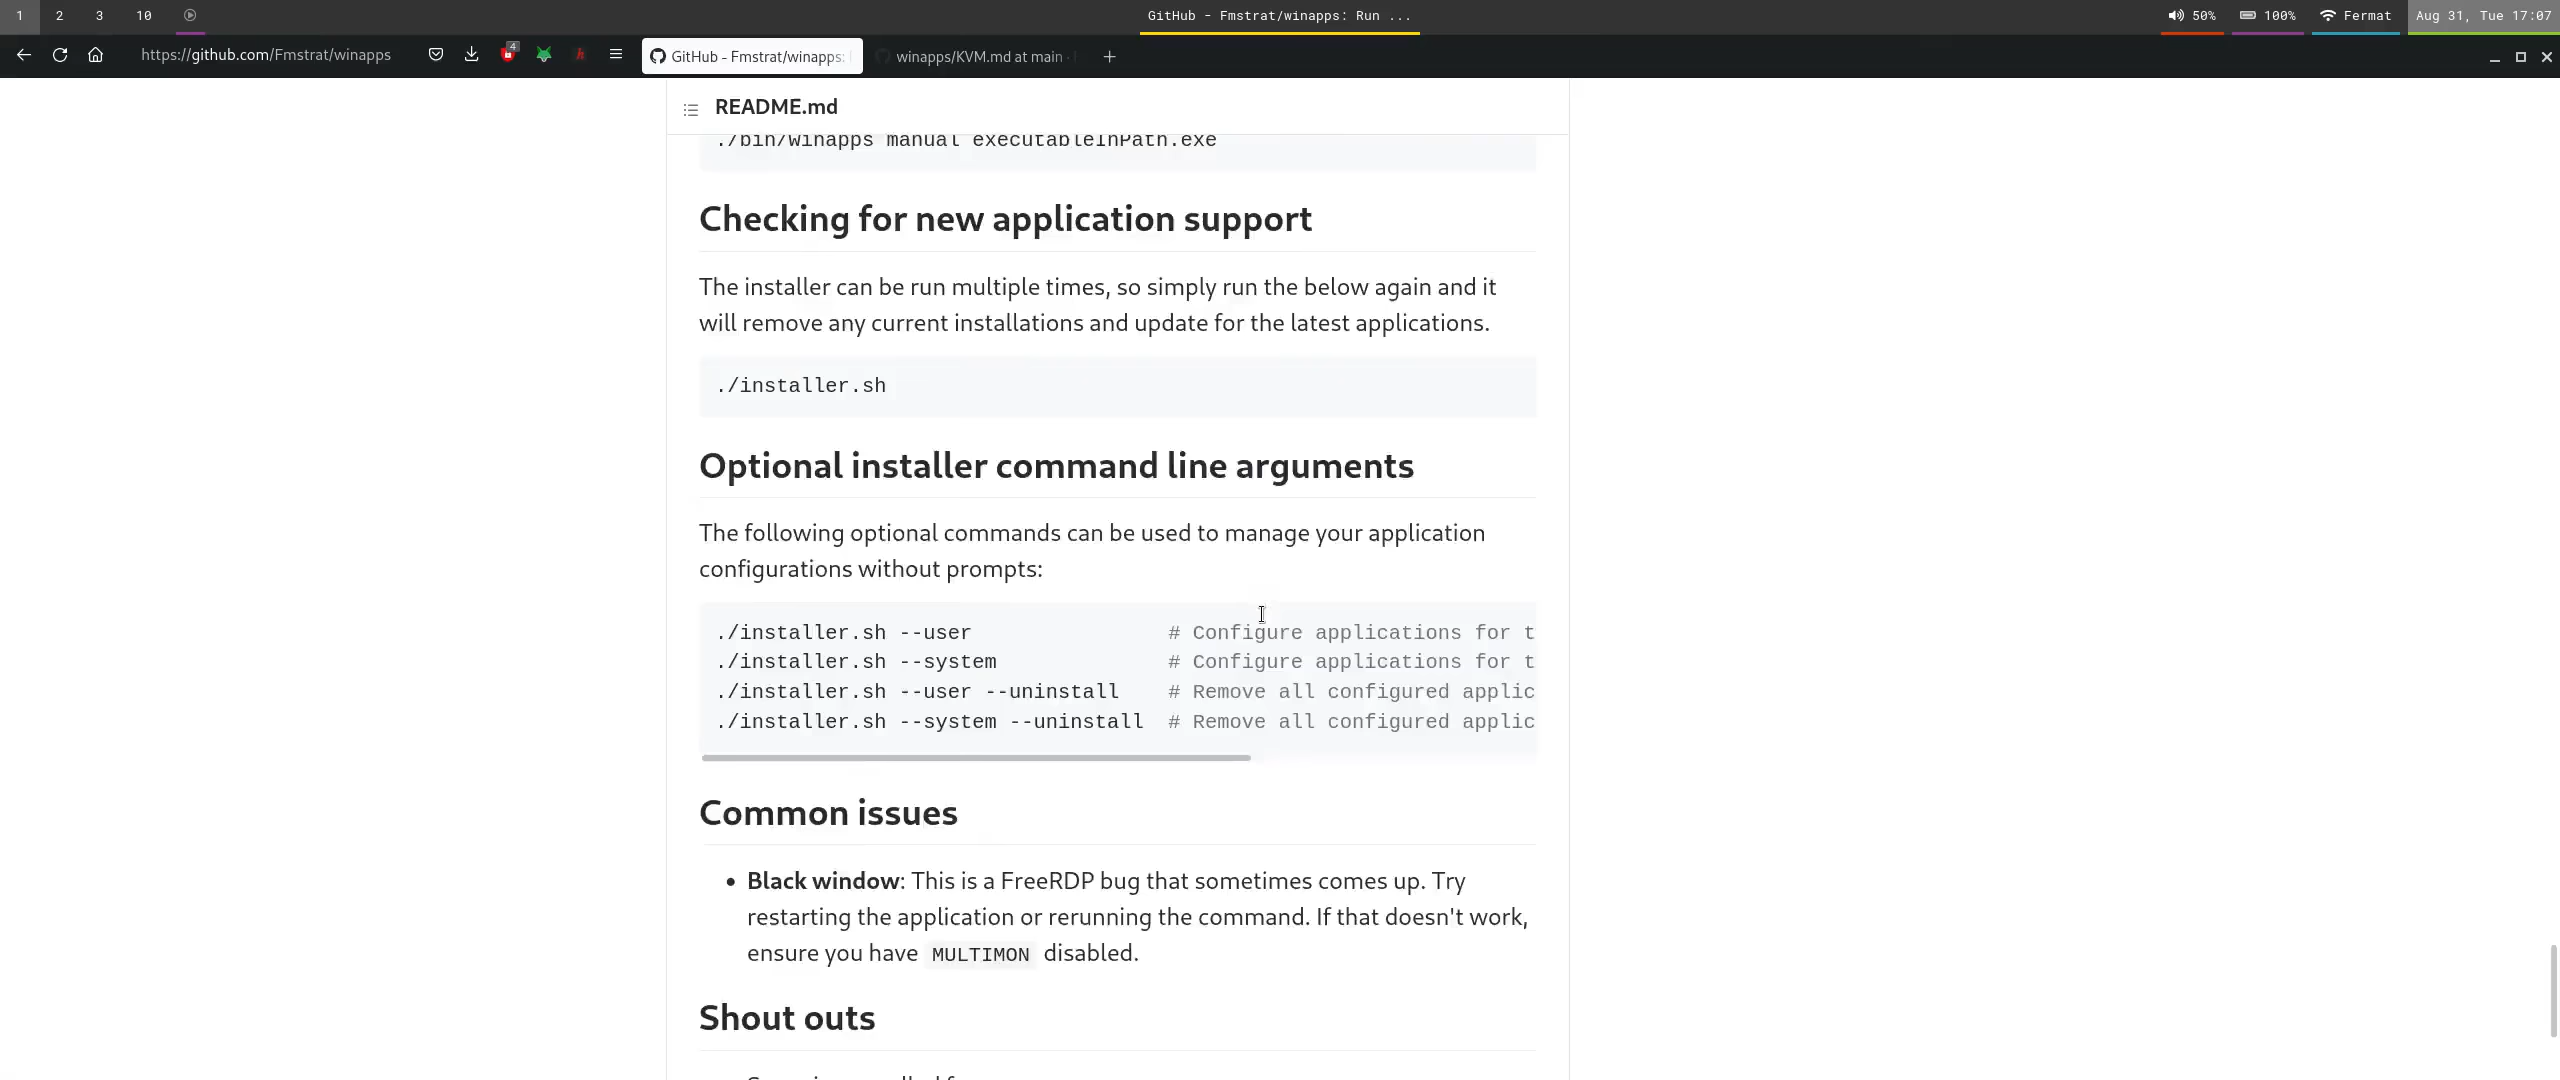 1 2 3 10 GitHub - Fmstrat/winapps: Run ... 50% 100% Fermat Aug 31, Tue 17:07
https://github.com/Fmstrat/winapps 4 GitHub - Fmstrat/winapps: winapps/KVM.md at main ·
README.md
./bin/winapps manual executableInPath.exe
Checking for new application support
The installer can be run multiple times, so simply run the below again and it
will remove any current installations and update for the latest applications.
./installer.sh
Optional installer command line arguments
The following optional commands can be used to manage your application
configurations without prompts:
./installer.sh --user # Configure applications for t
./installer.sh --system # Configure applications for t
./installer.sh --user --uninstall # Remove all configured applic
./installer.sh --system --uninstall # Remove all configured applic
Common issues
• Black window: This is a FreeRDP bug that sometimes comes up. Try
restarting the application or rerunning the command. If that doesn't work,
ensure you have MULTIMON disabled.
Shout outs